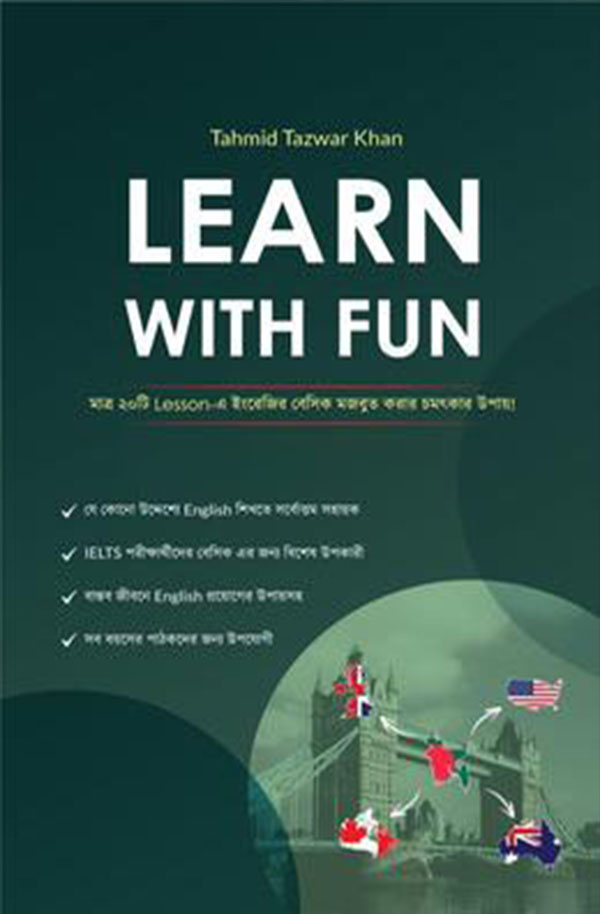 Tahmid Tazwar Khan
LEARN
WITH FUN
মাত্র ২০টি Lesson-এ ইংরেজির বেসিক মজবুত করার চমৎকার উপায়!
যে কোনো উদ্দেশ্যে English শিখতে সর্বোত্তম সহায়ক
IELTS পরীক্ষার্থীদের বেসিক এর জন্য বিশেষ উপকারী
বাস্তব জীবনে English প্রয়োগের উপায়সহ
সব বয়সের পাঠকদের জন্য উপযোগী